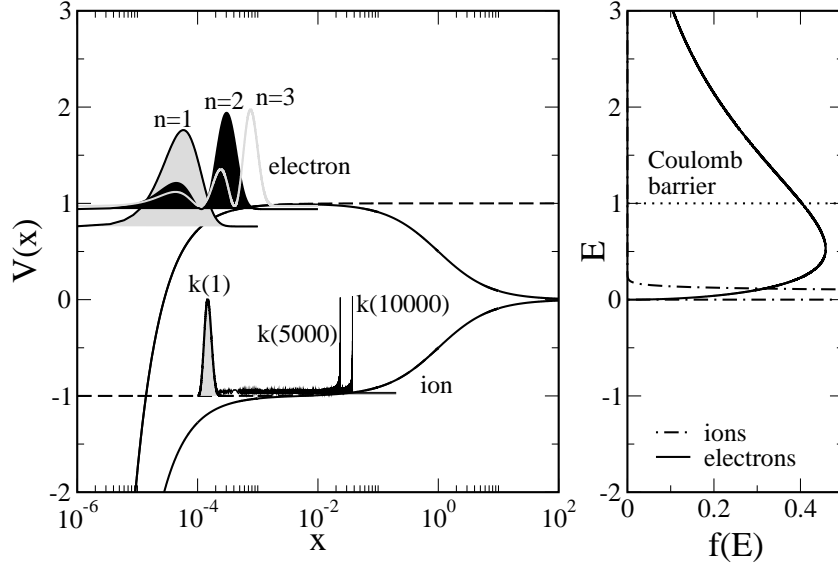 3
2
1
0
-1
-2
V(x)
n=1
n=2
n=3
electron
k(1)
k(5000)
k(10000)
ion
10^-6
10^-4
10^-2
10^0
10^2
x
3
2
1
0
-1
-2
E
Coulomb
barrier
ions
electrons
0
0.2
0.4
f(E)